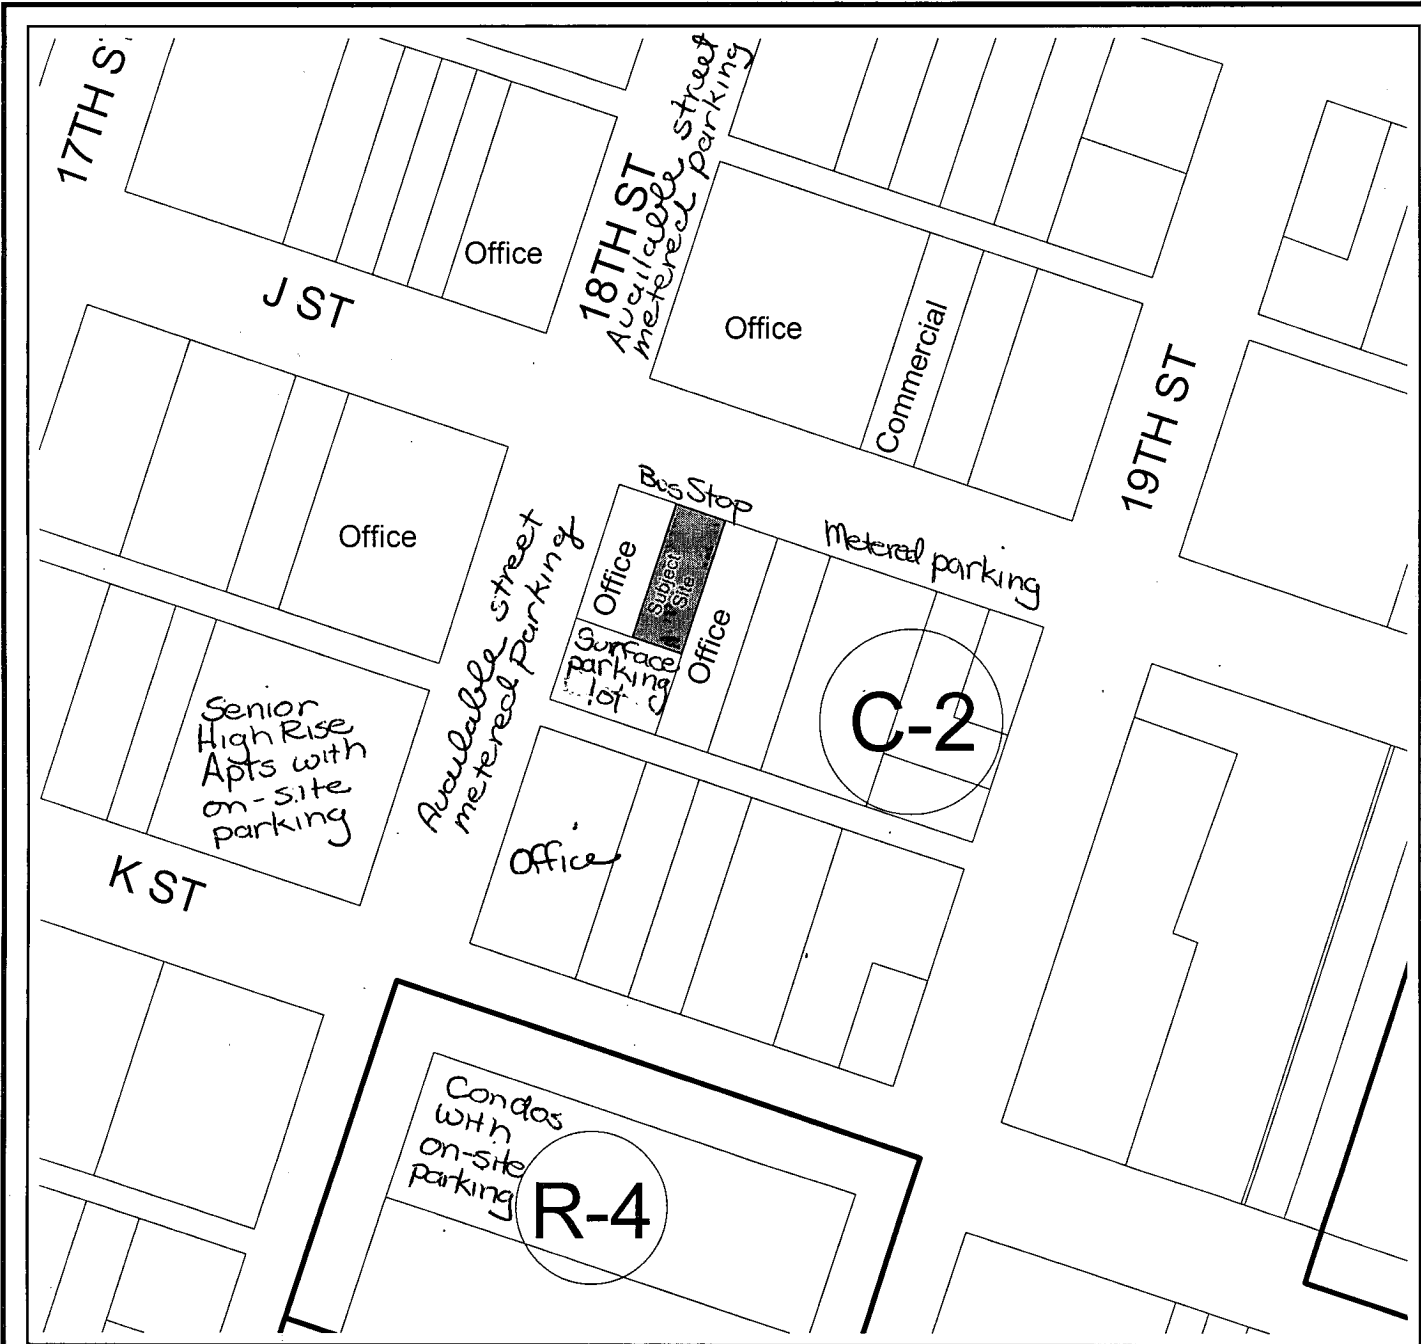 17TH S
Available street
metered parking
18TH ST
Office
J ST
Office
Commercial
19TH ST
Bus Stop
Metered parking
Office
Available street
metered parking
Office
Subject
Site
Office
Surface
parking
lot
C-2
Senior
High Rise
Apts with
on-site
parking
Office
K ST
Condos
with
on-site
parking
R-4